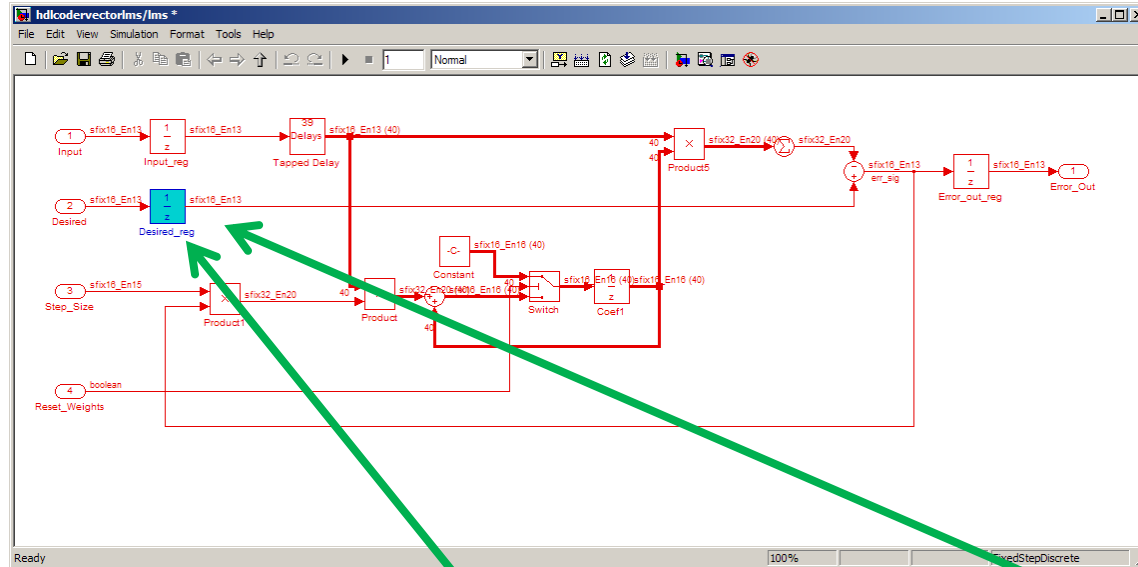 hdlcodervectorlms/lms *
File Edit View Simulation Format Tools Help
1 Normal
39
1 sfix16_En13 1 sfix16_En13 Delays sfix16_En13 (40)
z
Input Input_reg Tapped Delay
40 × sfix32_En20 (40) Σ sfix32_En20
40
Product5
sfix16_En13 1 sfix16_En13 1
err_sig z
Error_out_reg Error_Out
2 sfix16_En13 1 sfix16_En13
z
Desired Desired_reg
-C- sfix16_En16 (40)
Constant
3 sfix16_En15 sfix32_En20 40
Step_Size Product1 Product
40 sfix16_En16 (40) sfix16_En16 (40)
z
Switch Coef1
40
4 boolean
Reset_Weights
Ready 100% FixedStepDiscrete